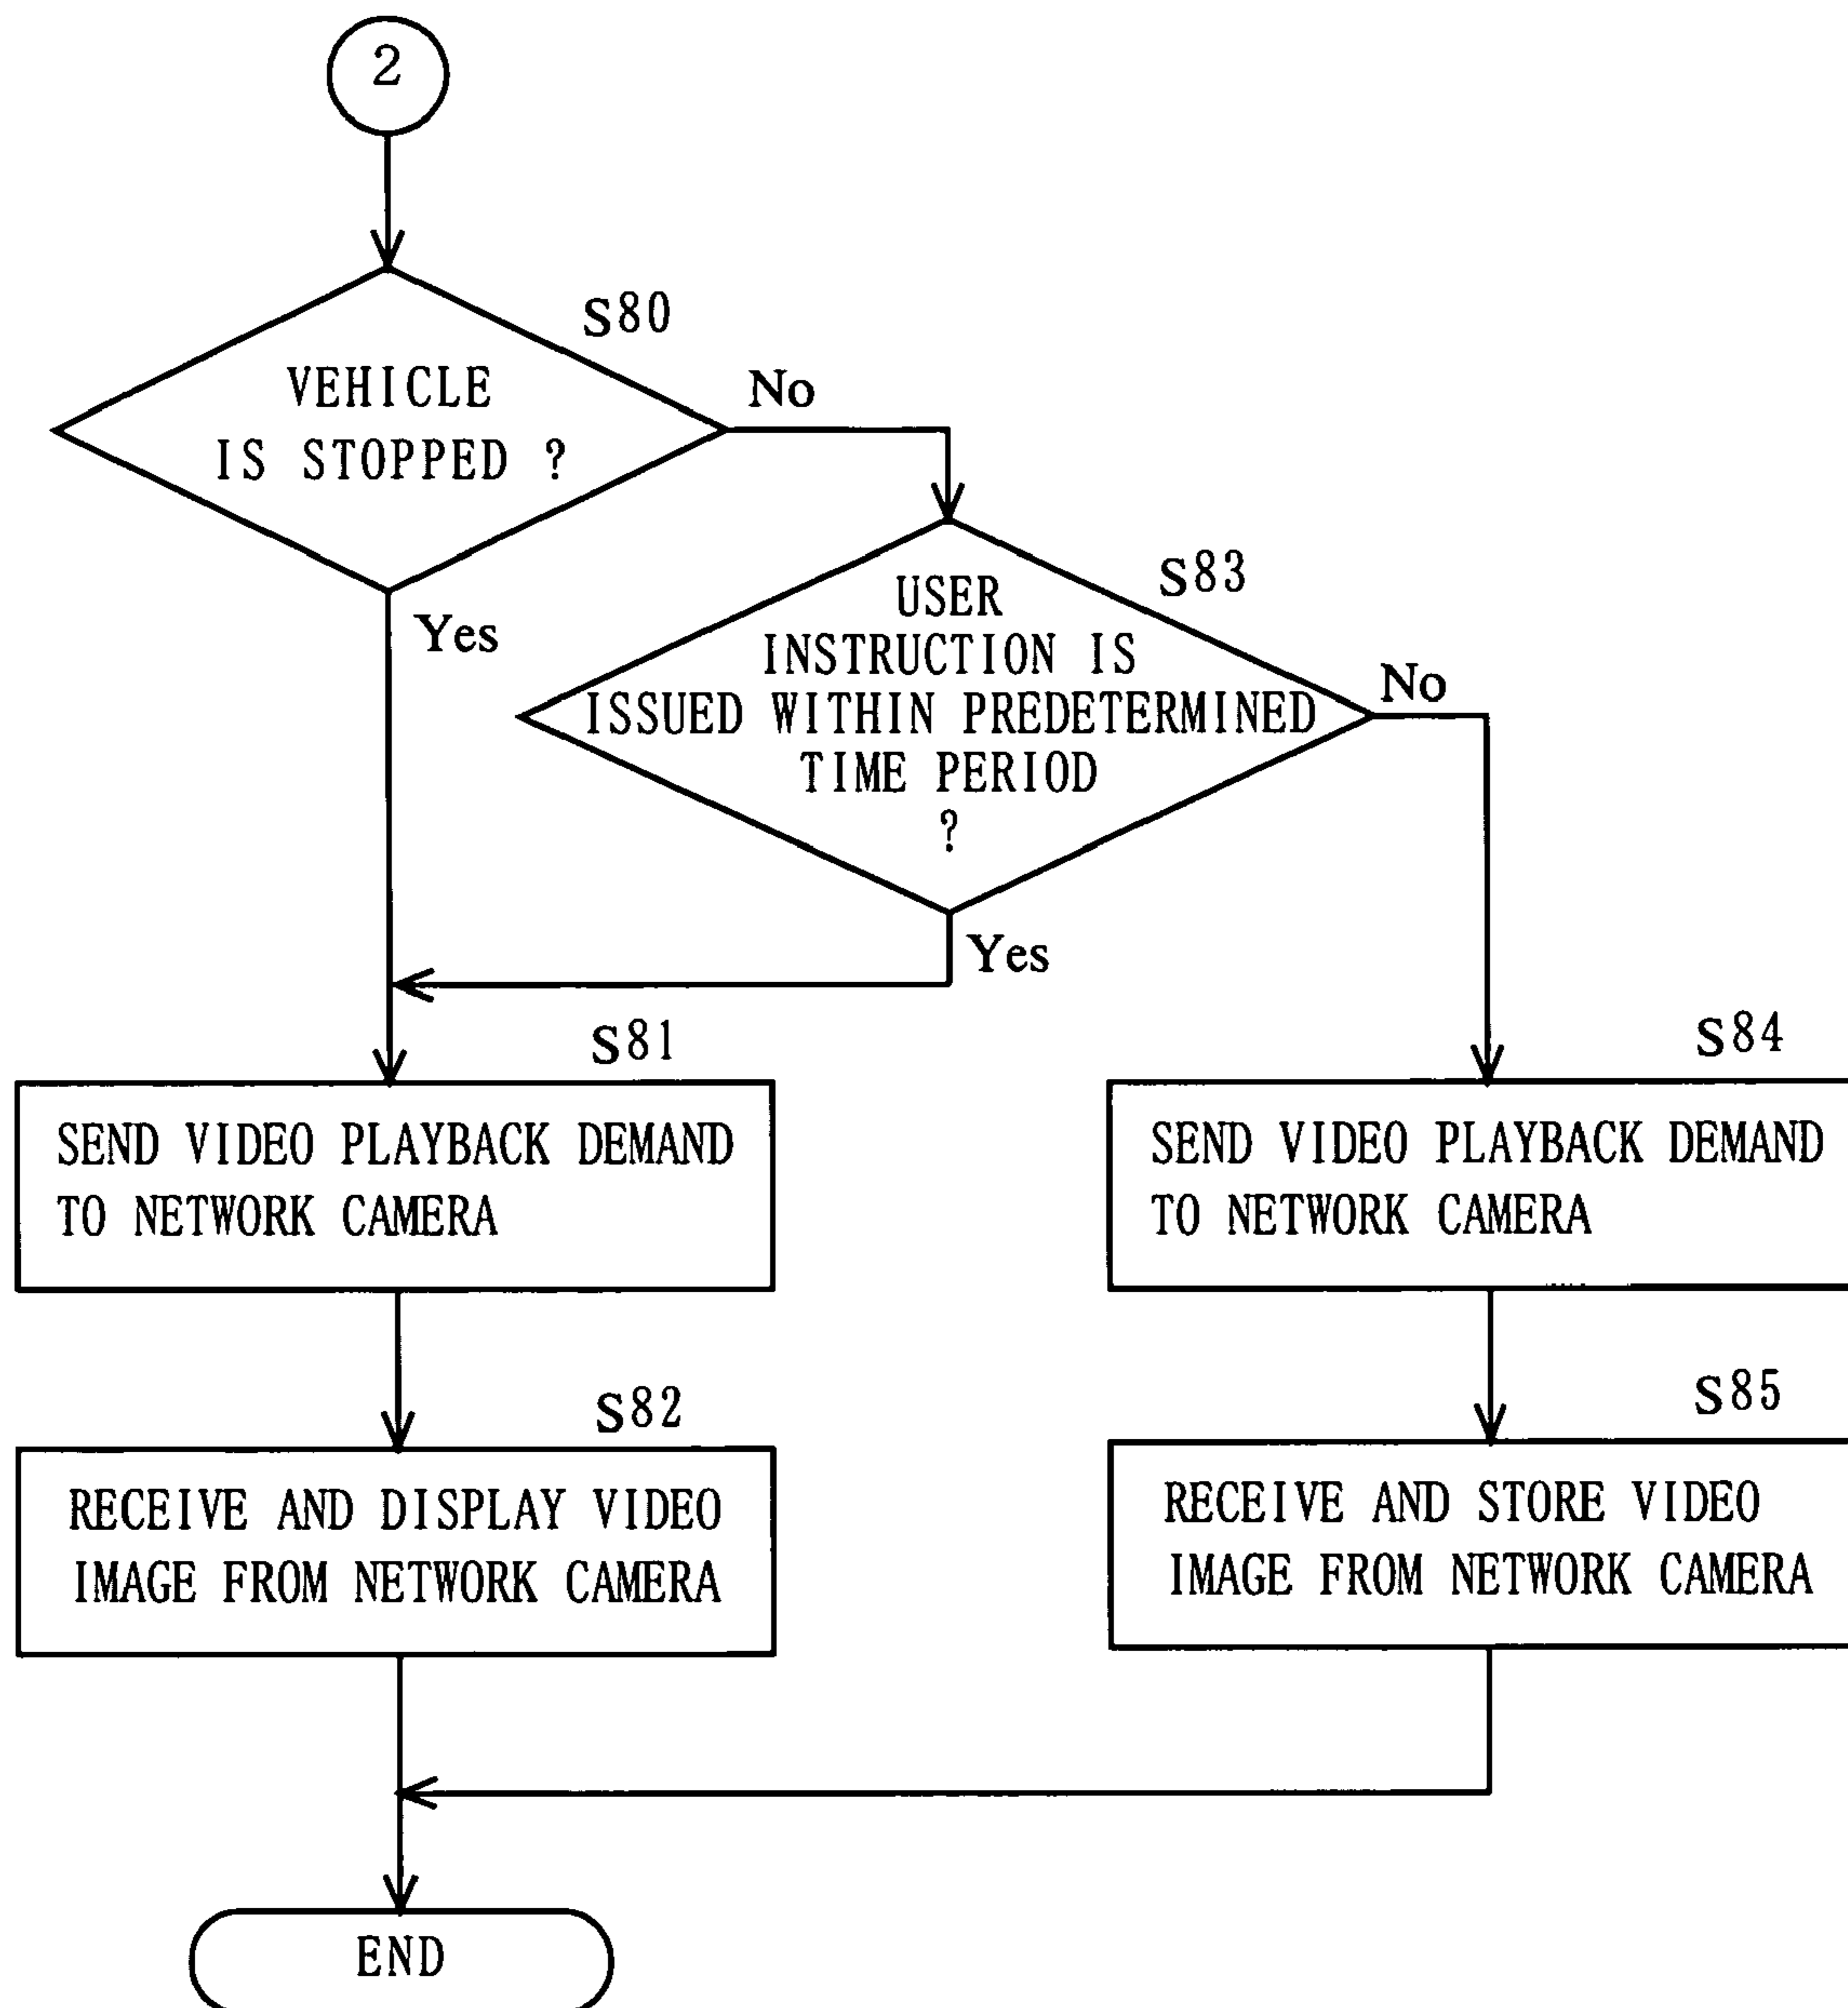 2
S80
VEHICLE
IS STOPPED ?
No
Yes
S83
USER
INSTRUCTION IS
ISSUED WITHIN PREDETERMINED
TIME PERIOD
?
No
Yes
S81
SEND VIDEO PLAYBACK DEMAND
TO NETWORK CAMERA
S84
SEND VIDEO PLAYBACK DEMAND
TO NETWORK CAMERA
S82
RECEIVE AND DISPLAY VIDEO
IMAGE FROM NETWORK CAMERA
S85
RECEIVE AND STORE VIDEO
IMAGE FROM NETWORK CAMERA
END